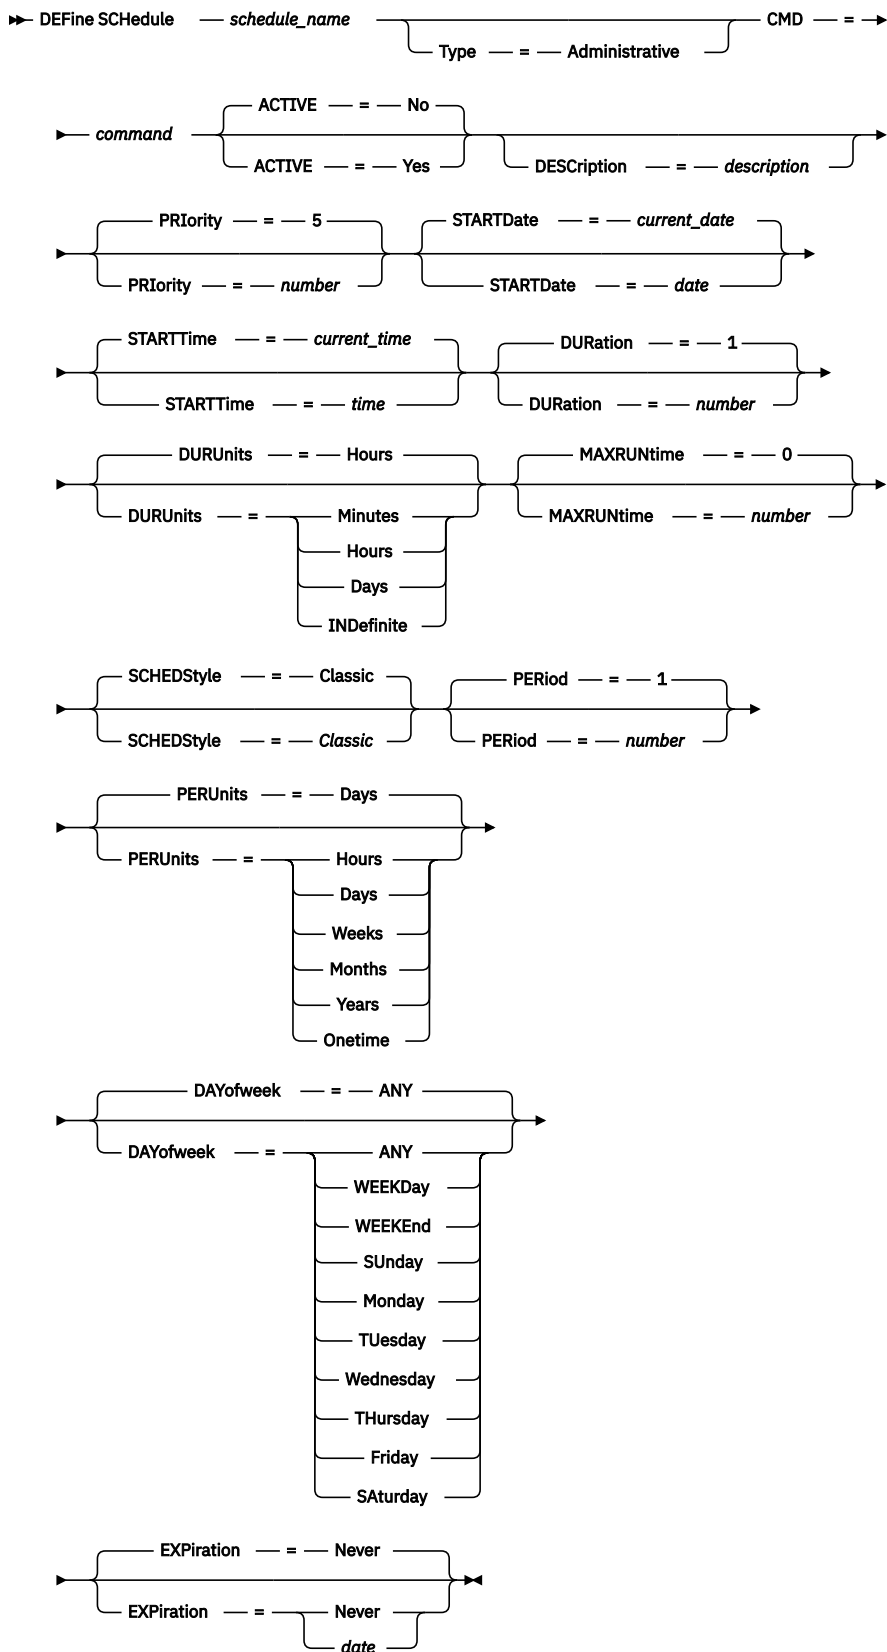 DEFine SCHedule schedule_name CMD =
Type = Administrative
ACTIVE = No
command
ACTIVE = Yes
DESCription = description
PRIority = 5
STARTDate = current_date
PRIority = number
STARTDate = date
STARTTime = current_time
DURation = 1
STARTTime = time
DURation = number
DURUnits = Hours
MAXRUNtime = 0
DURUnits = Minutes
MAXRUNtime = number
Hours
Days
INDefinite
SCHEDStyle = Classic
PERiod = 1
SCHEDStyle = Classic
PERiod = number
PERUnits = Days
PERUnits = Hours
Days
Weeks
Months
Years
Onetime
DAYofweek = ANY
DAYofweek = ANY
WEEKDay
WEEKEnd
SUnday
Monday
TUesday
Wednesday
THursday
Friday
SAturday
EXPiration = Never
EXPiration = Never
date